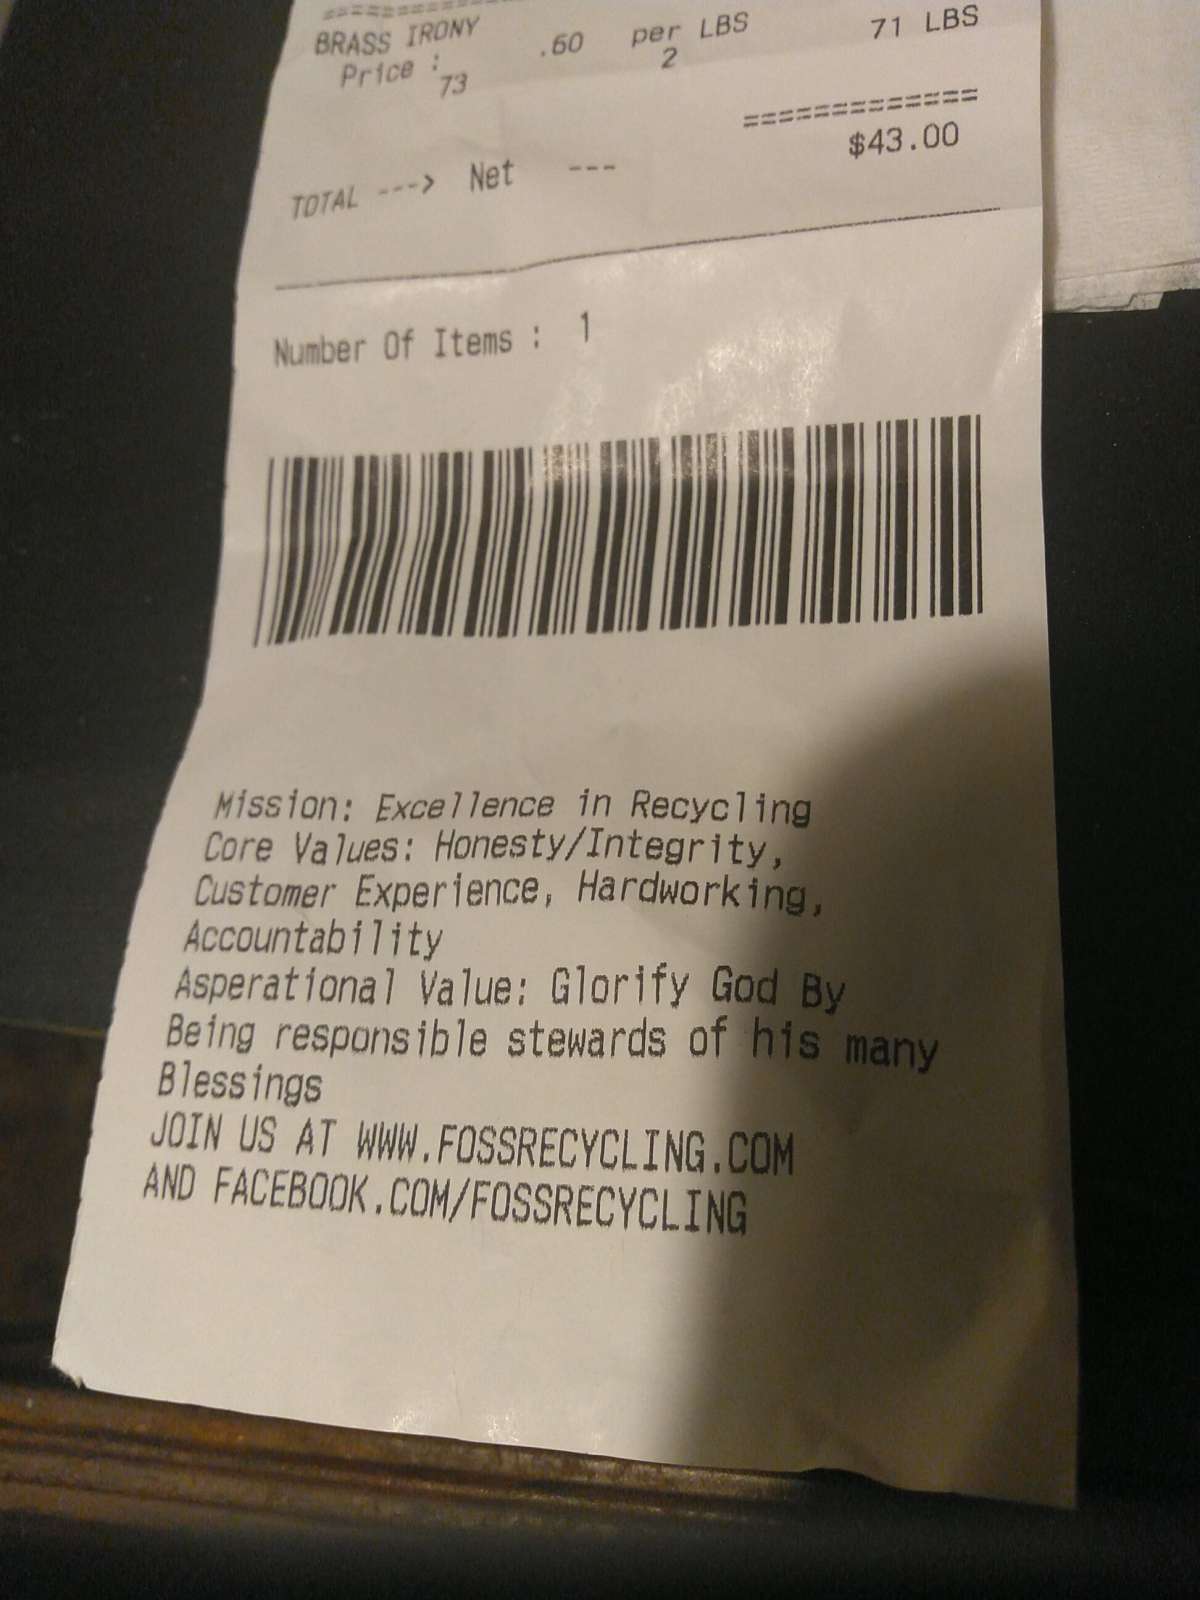 =============
BRASS IRONY
Price : .60 per LBS 71 LBS
73 2
=============
$43.00
TOTAL ---> Net ---
Number Of Items : 1
Mission: Excellence in Recycling
Core Values: Honesty/Integrity,
Customer Experience, Hardworking,
Accountability
Asperational Value: Glorify God By
Being responsible stewards of his many
Blessings
JOIN US AT WWW.FOSSRECYCLING.COM
AND FACEBOOK.COM/FOSSRECYCLING